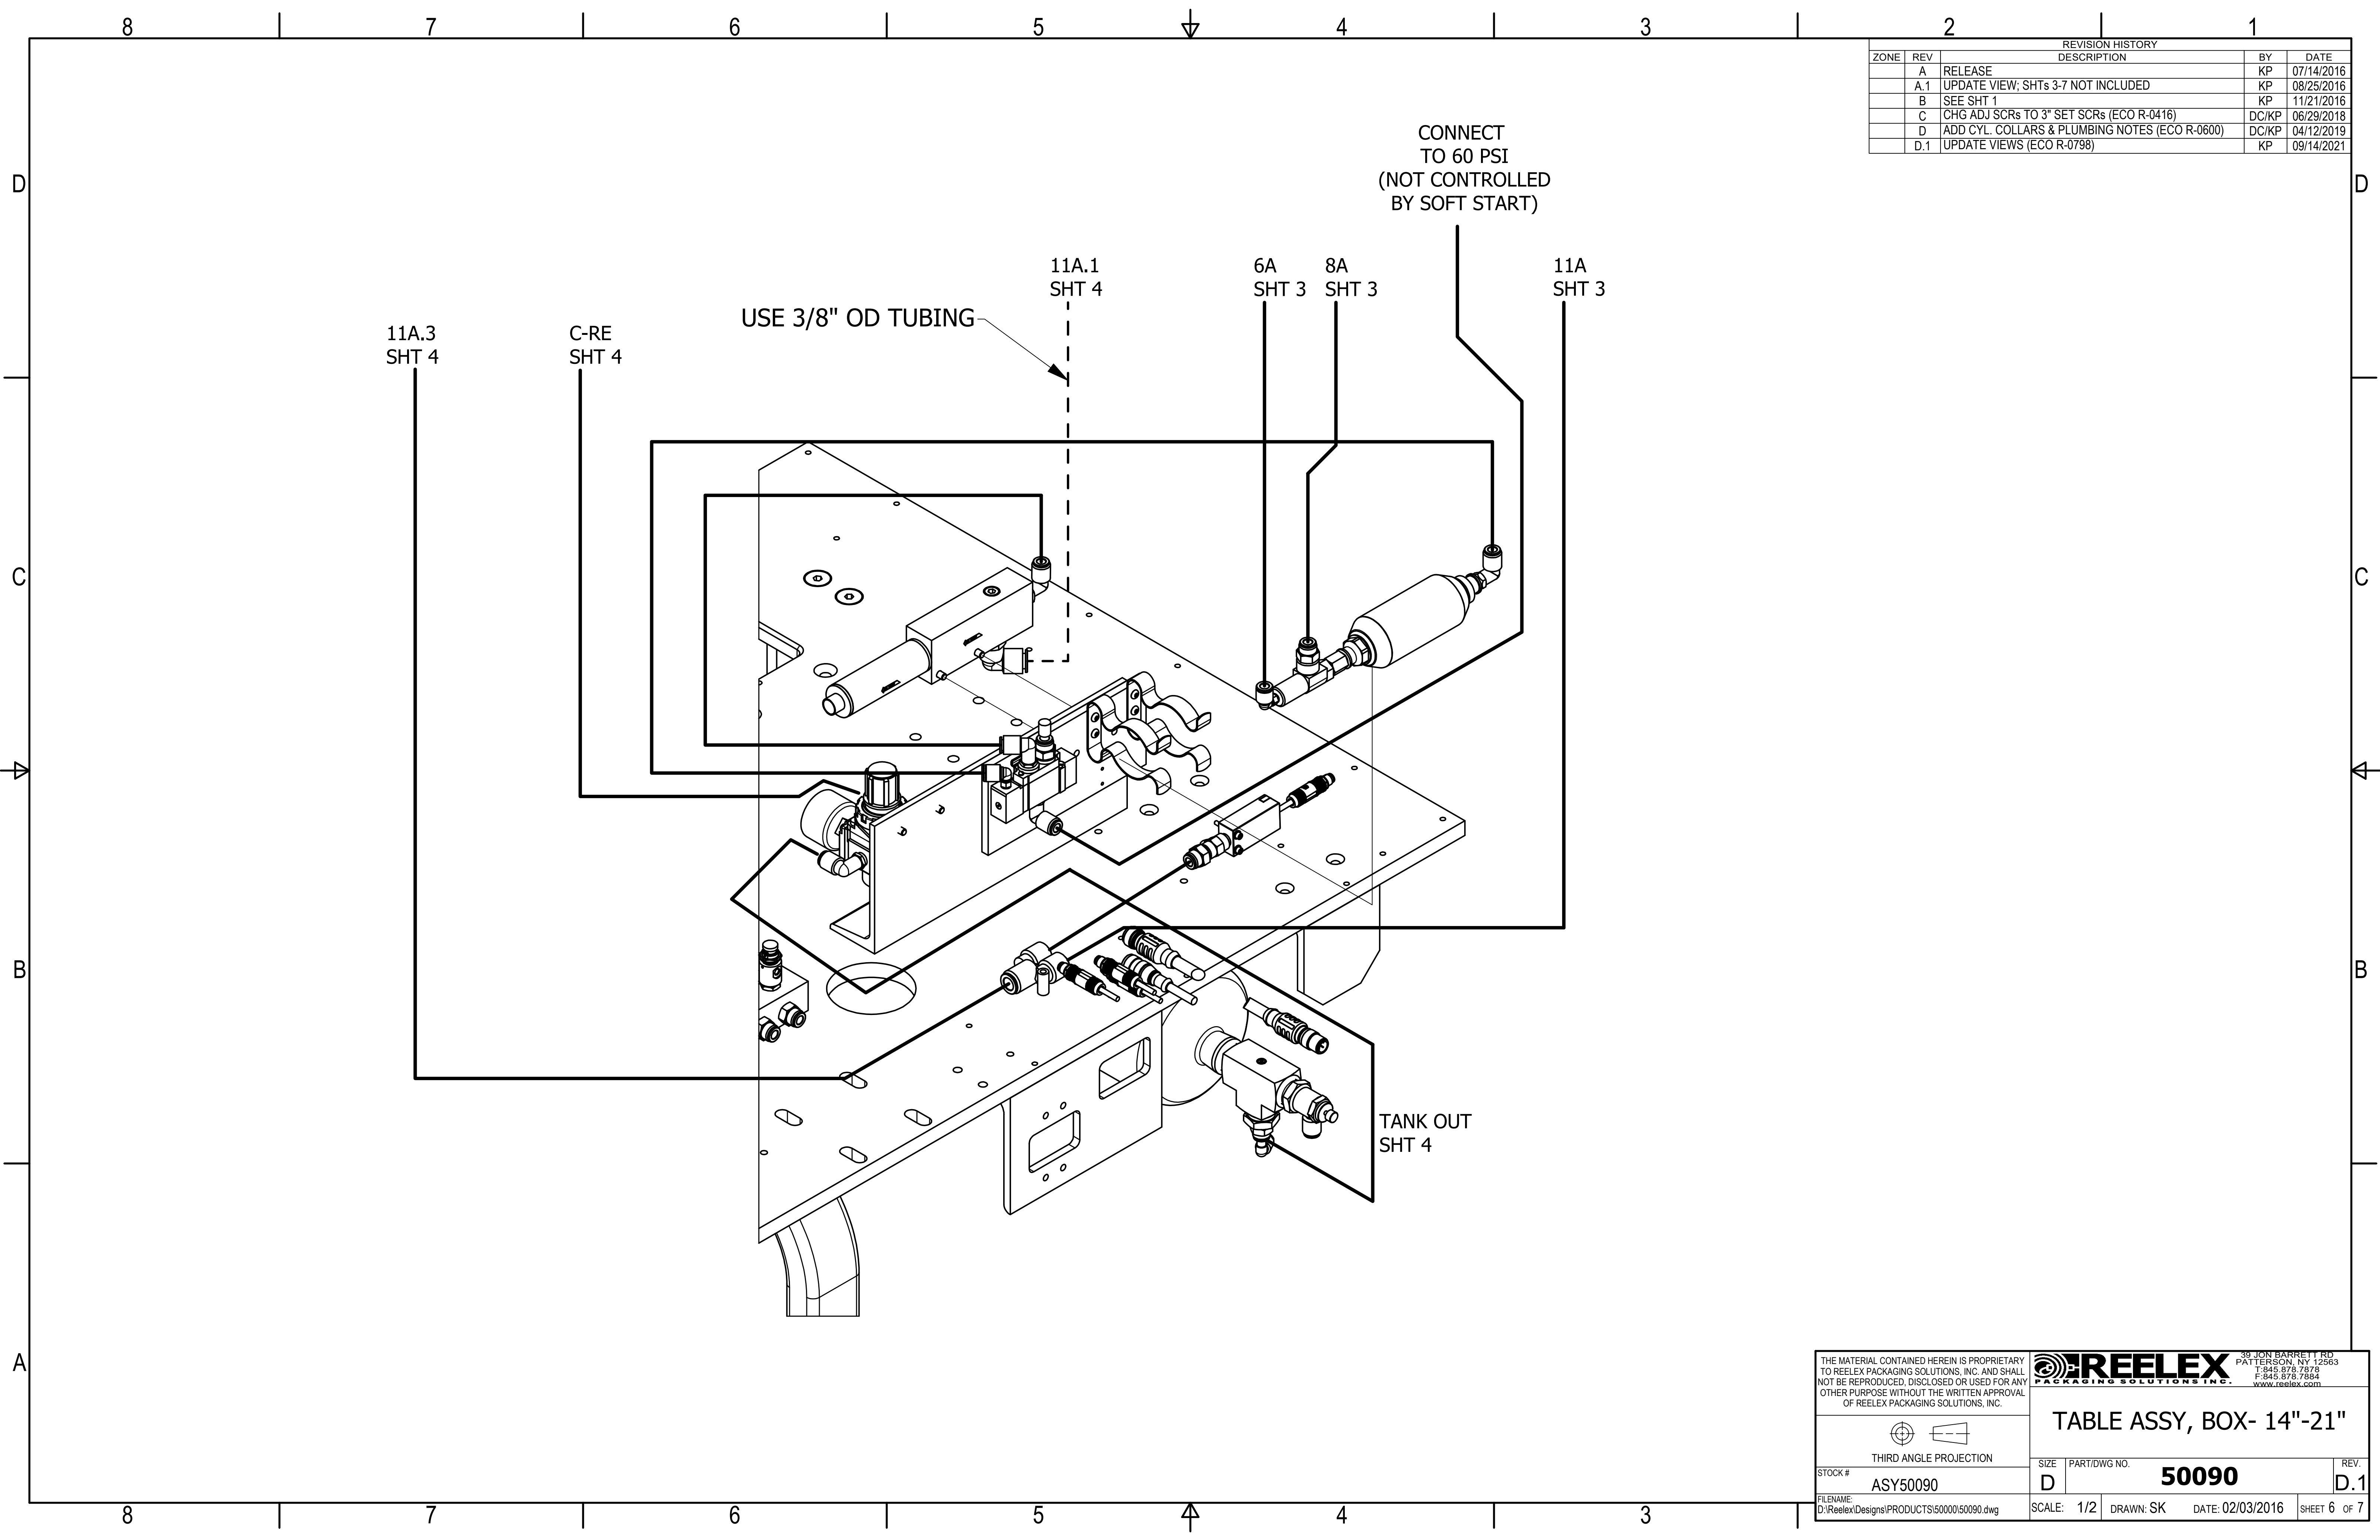 8 7 6 5 4 3 2 1
REVISION HISTORY
ZONE REV DESCRIPTION BY DATE
A RELEASE KP 07/14/2016
A.1 UPDATE VIEW; SHTs 3-7 NOT INCLUDED KP 08/25/2016
B SEE SHT 1 KP 11/21/2016
C CHG ADJ SCRs TO 3" SET SCRs (ECO R-0416) DC/KP 06/29/2018
D ADD CYL. COLLARS & PLUMBING NOTES (ECO R-0600) DC/KP 04/12/2019
D.1 UPDATE VIEWS (ECO R-0798) KP 09/14/2021
CONNECT
TO 60 PSI
(NOT CONTROLLED
BY SOFT START)
D D
11A.1
SHT 4
6A
SHT 3
8A
SHT 3
11A
SHT 3
USE 3/8" OD TUBING
11A.3
SHT 4
C-RE
SHT 4
C C
B B
TANK OUT
SHT 4
A
THE MATERIAL CONTAINED HEREIN IS PROPRIETARY
TO REELEX PACKAGING SOLUTIONS, INC. AND SHALL
NOT BE REPRODUCED, DISCLOSED OR USED FOR ANY
OTHER PURPOSE WITHOUT THE WRITTEN APPROVAL
OF REELEX PACKAGING SOLUTIONS, INC.
REELEX
PACKAGING SOLUTIONS INC.
39 JON BARRETT RD
PATTERSON, NY 12563
T:845.878.7878
F:845.878.7884
www.reelex.com
THIRD ANGLE PROJECTION
TABLE ASSY, BOX- 14"-21"
STOCK #
ASY50090
SIZE
D
PART/DWG NO.
50090
REV.
D.1
FILENAME:
D:\Reelex\Designs\PRODUCTS\50000\50090.dwg
SCALE: 1/2 DRAWN: SK DATE: 02/03/2016 SHEET 6 OF 7
8 7 6 5 4 3